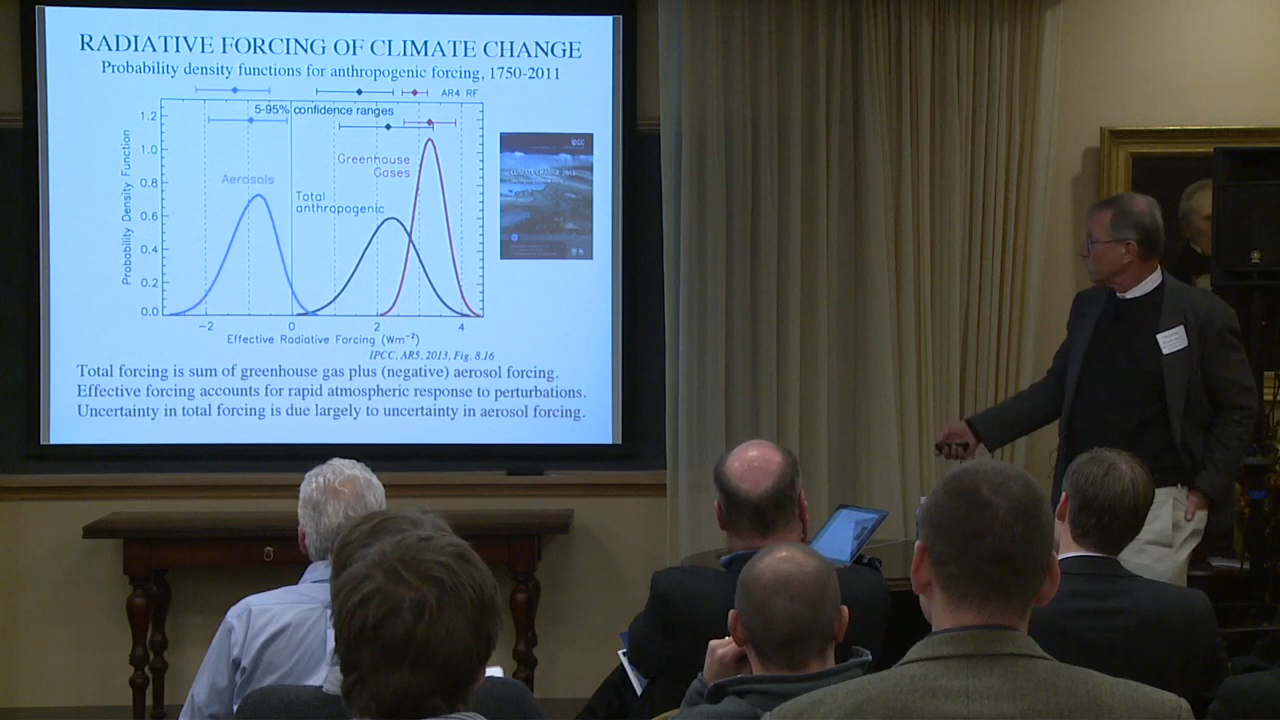 RADIATIVE FORCING OF CLIMATE CHANGE
Probability density functions for anthropogenic forcing, 1750-2011
AR4 RF
5-95% confidence ranges
1.2
1.0
0.8
0.6
0.4
0.2
0.0
Probability Density Function
Aerosols
Greenhouse
Gases
Total
anthropogenic
−2
0
2
4
Effective Radiative Forcing (Wm−2)
ipcc
CLIMATE CHANGE 2013
IPCC, AR5, 2013, Fig. 8.16
Total forcing is sum of greenhouse gas plus (negative) aerosol forcing.
Effective forcing accounts for rapid atmospheric response to perturbations.
Uncertainty in total forcing is due largely to uncertainty in aerosol forcing.